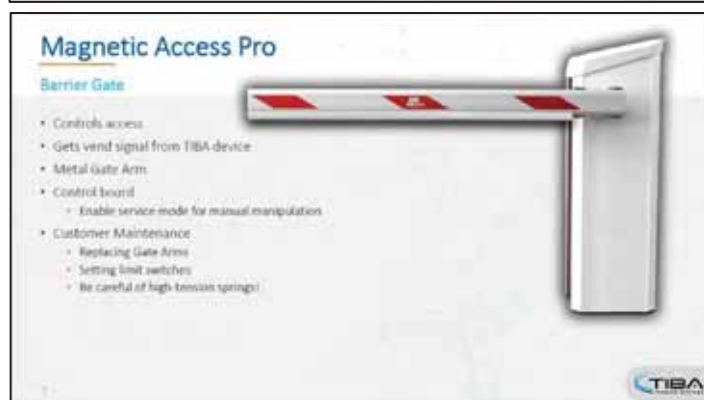 Magnetic Access Pro
Barrier Gate
• Controls access
• Gets vend signal from TIBA device
• Metal Gate Arm
• Control board
• Enable service mode for manual manipulation
• Customer Maintenance
• Replacing Gate Arms
• Setting limit switches
• Be careful of high-tension springs!
TIBA